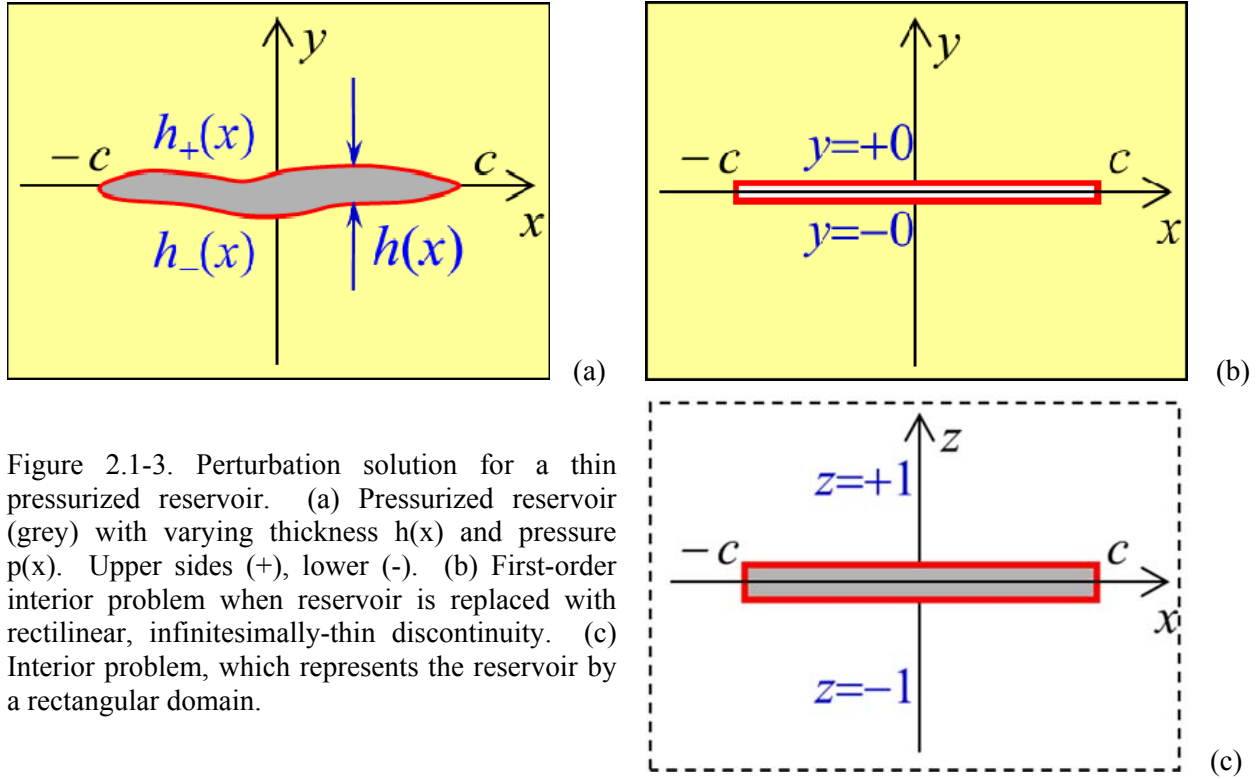 y
h₊(x)
−c
c
x
h₋(x)
h(x)
(a)
y
y=+0
−c
c
y=−0
x
(b)
Figure 2.1-3. Perturbation solution for a thin
pressurized reservoir. (a) Pressurized reservoir
(grey) with varying thickness h(x) and pressure
p(x). Upper sides (+), lower (-). (b) First-order
interior problem when reservoir is replaced with
rectilinear, infinitesimally-thin discontinuity. (c)
Interior problem, which represents the reservoir by
a rectangular domain.
z
z=+1
−c
c
x
z=−1
(c)